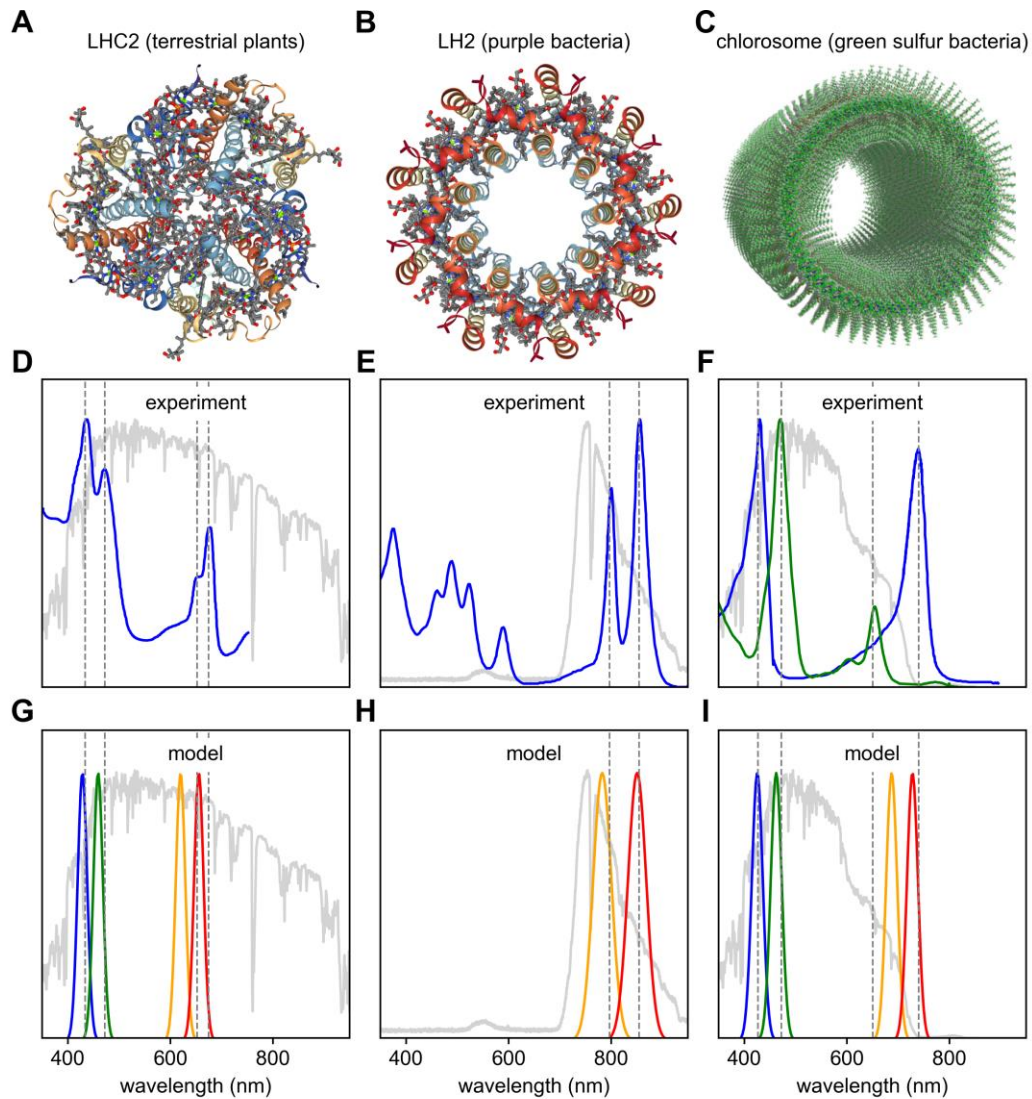 A
LHC2 (terrestrial plants)
B
LH2 (purple bacteria)
C
chlorosome (green sulfur bacteria)
D
experiment
E
experiment
F
experiment
G
model
H
model
I
model
400 600 800
wavelength (nm)
400 600 800
wavelength (nm)
400 600 800
wavelength (nm)